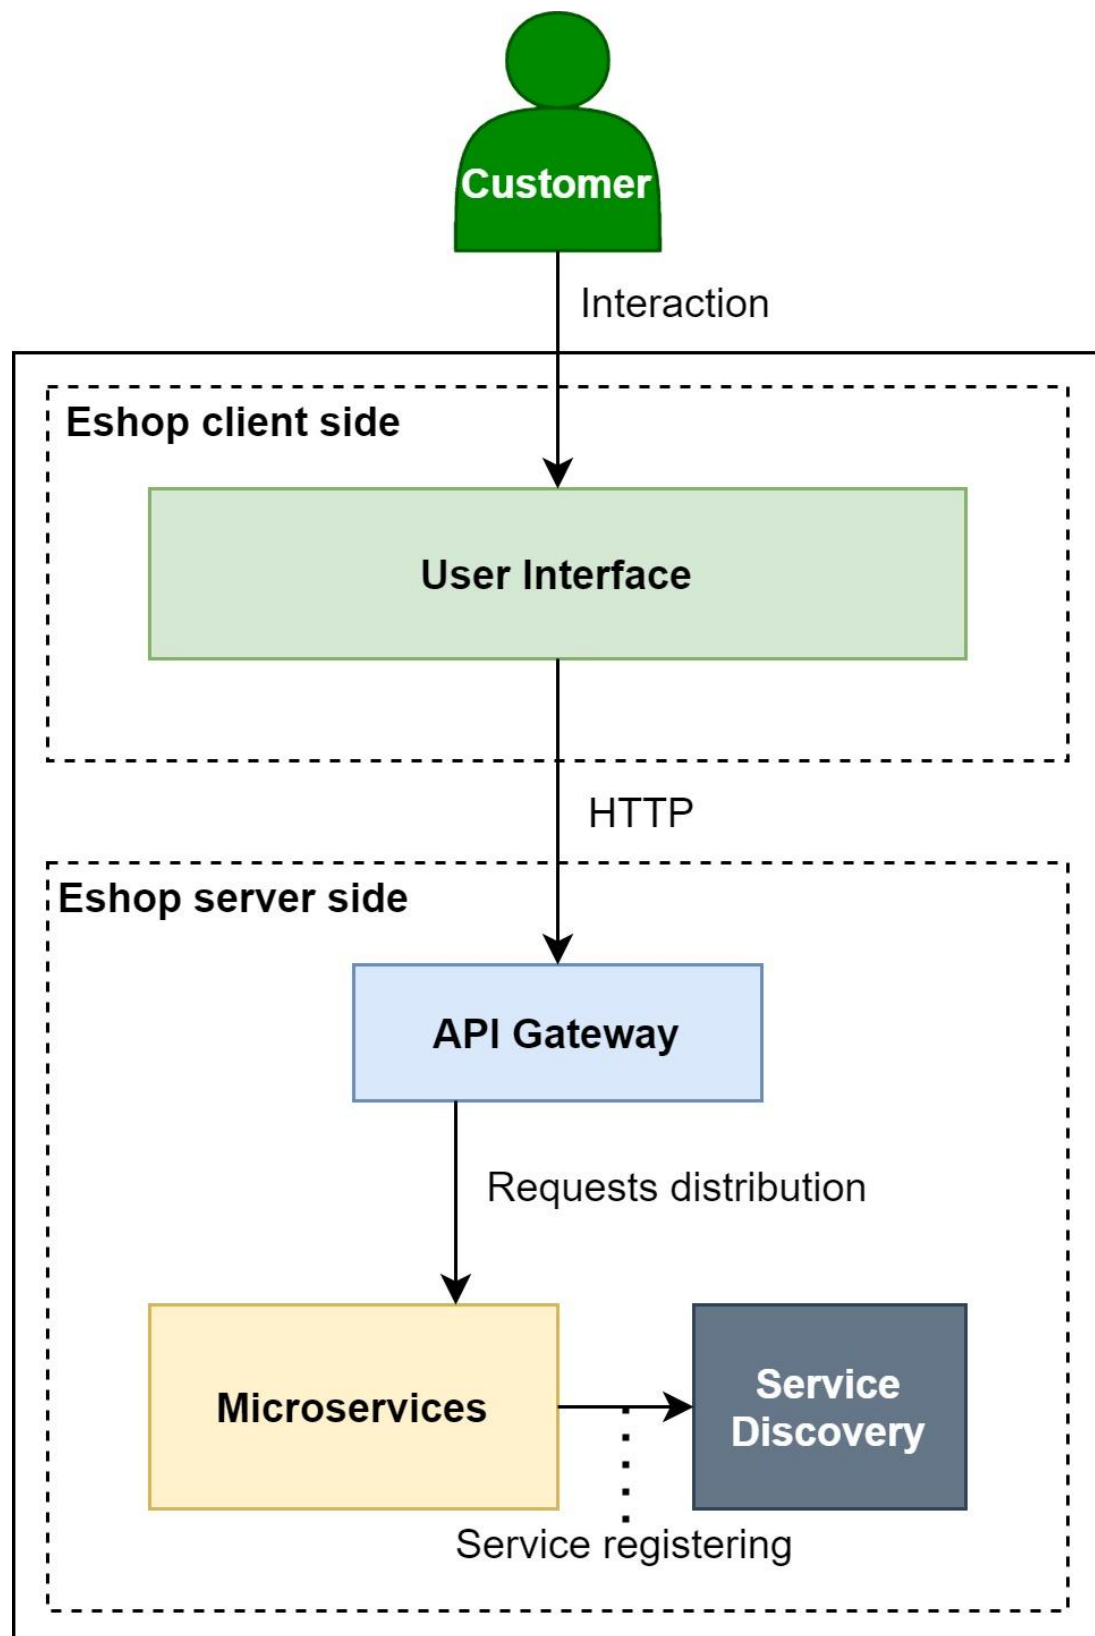 Customer
Interaction
Eshop client side
User Interface
HTTP
Eshop server side
API Gateway
Requests distribution
Microservices
Service
Discovery
Service registering